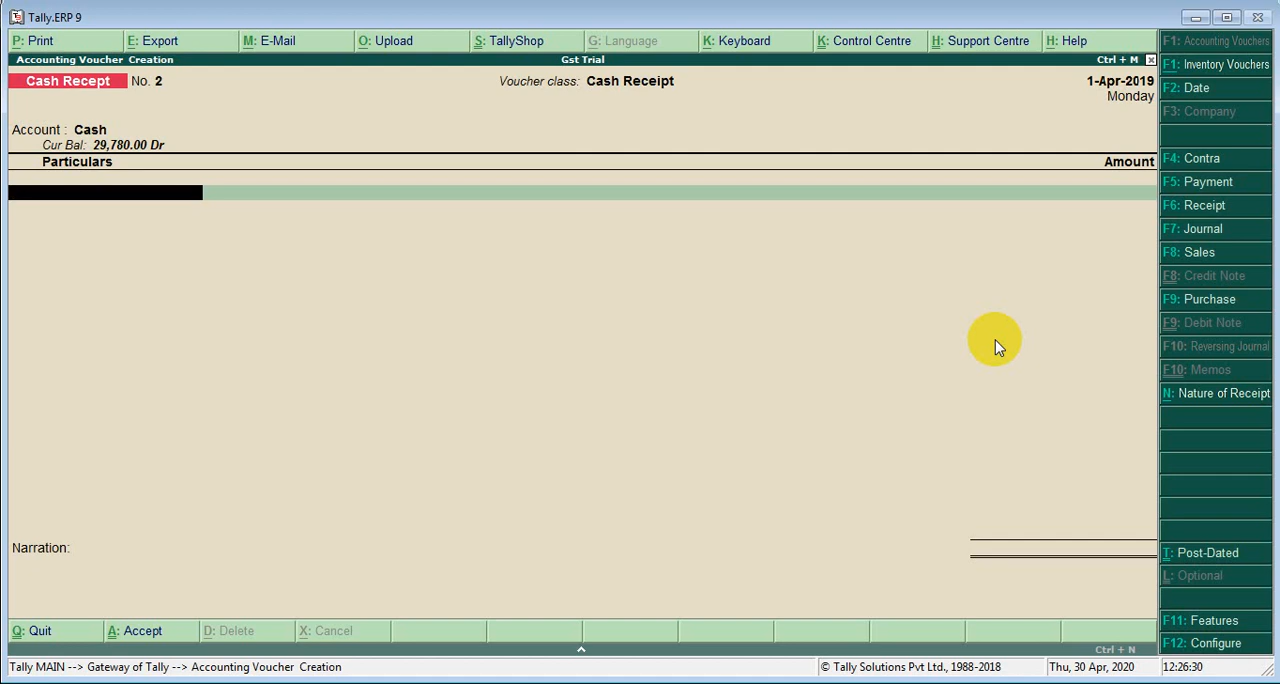 Tally.ERP 9
P: Print E: Export M: E-Mail O: Upload S: TallyShop G: Language K: Keyboard K: Control Centre H: Support Centre H: Help
Accounting Voucher Creation Gst Trial Ctrl + M
Cash Recept No. 2 Voucher class: Cash Receipt 1-Apr-2019
Monday
Account : Cash
Cur Bal: 29,780.00 Dr
Particulars Amount
Narration:
F1: Accounting Vouchers
F1: Inventory Vouchers
F2: Date
F3: Company
F4: Contra
F5: Payment
F6: Receipt
F7: Journal
F8: Sales
F8: Credit Note
F9: Purchase
F9: Debit Note
F10: Reversing Journal
F10: Memos
N: Nature of Receipt
T: Post-Dated
L: Optional
F11: Features
F12: Configure
Q: Quit A: Accept D: Delete X: Cancel
Ctrl + N
Tally MAIN --> Gateway of Tally --> Accounting Voucher Creation © Tally Solutions Pvt Ltd., 1988-2018 Thu, 30 Apr, 2020 12:26:30